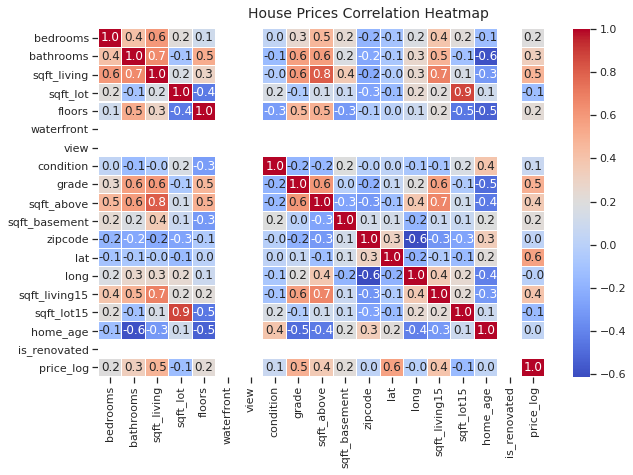 House Prices Correlation Heatmap
bedrooms 1.0 0.4 0.6 0.2 0.1 0.0 0.3 0.5 0.2 -0.2 -0.1 0.2 0.4 0.2 -0.1 0.2
bathrooms 0.4 1.0 0.7 -0.1 0.5 -0.1 0.6 0.6 0.2 -0.2 -0.1 0.3 0.5 -0.1 -0.6 0.3
sqft_living 0.6 0.7 1.0 0.2 0.3 -0.0 0.6 0.8 0.4 -0.2 -0.0 0.3 0.7 0.1 -0.3 0.5
sqft_lot 0.2 -0.1 0.2 1.0 -0.4 0.2 -0.1 0.1 0.1 -0.3 -0.1 0.2 0.2 0.9 0.1 -0.1
floors 0.1 0.5 0.3 -0.4 1.0 -0.3 0.5 0.5 -0.3 -0.1 0.0 0.1 0.2 -0.5 -0.5 0.2
waterfront
view
condition 0.0 -0.1 -0.0 0.2 -0.3 1.0 -0.2 -0.2 0.2 -0.0 0.0 -0.1 -0.1 0.2 0.4 0.1
grade 0.3 0.6 0.6 -0.1 0.5 -0.2 1.0 0.6 0.0 -0.2 0.1 0.2 0.6 -0.1 -0.5 0.5
sqft_above 0.5 0.6 0.8 0.1 0.5 -0.2 0.6 1.0 -0.3 -0.3 -0.1 0.4 0.7 0.1 -0.4 0.4
sqft_basement 0.2 0.2 0.4 0.1 -0.3 0.2 0.0 -0.3 1.0 0.1 0.1 -0.2 0.1 0.1 0.2 0.2
zipcode -0.2 -0.2 -0.2 -0.3 -0.1 -0.0 -0.2 -0.3 0.1 1.0 0.3 -0.6 -0.3 -0.3 0.3 0.0
lat -0.1 -0.1 -0.0 -0.1 0.0 0.0 0.1 -0.1 0.1 0.3 1.0 -0.2 -0.1 -0.1 0.2 0.6
long 0.2 0.3 0.3 0.2 0.1 -0.1 0.2 0.4 -0.2 -0.6 -0.2 1.0 0.4 0.2 -0.4 -0.0
sqft_living15 0.4 0.5 0.7 0.2 0.2 -0.1 0.6 0.7 0.1 -0.3 -0.1 0.4 1.0 0.2 -0.3 0.4
sqft_lot15 0.2 -0.1 0.1 0.9 -0.5 0.2 -0.1 0.1 0.1 -0.3 -0.1 0.2 0.2 1.0 0.1 -0.1
home_age -0.1 -0.6 -0.3 0.1 -0.5 0.4 -0.5 -0.4 0.2 0.3 0.2 -0.4 -0.3 0.1 1.0 0.0
is_renovated
price_log 0.2 0.3 0.5 -0.1 0.2 0.1 0.5 0.4 0.2 0.0 0.6 -0.0 0.4 -0.1 0.0 1.0
bedrooms
bathrooms
sqft_living
sqft_lot
floors
waterfront
view
condition
grade
sqft_above
sqft_basement
zipcode
lat
long
sqft_living15
sqft_lot15
home_age
is_renovated
price_log
1.0
0.8
0.6
0.4
0.2
0.0
−0.2
−0.4
−0.6